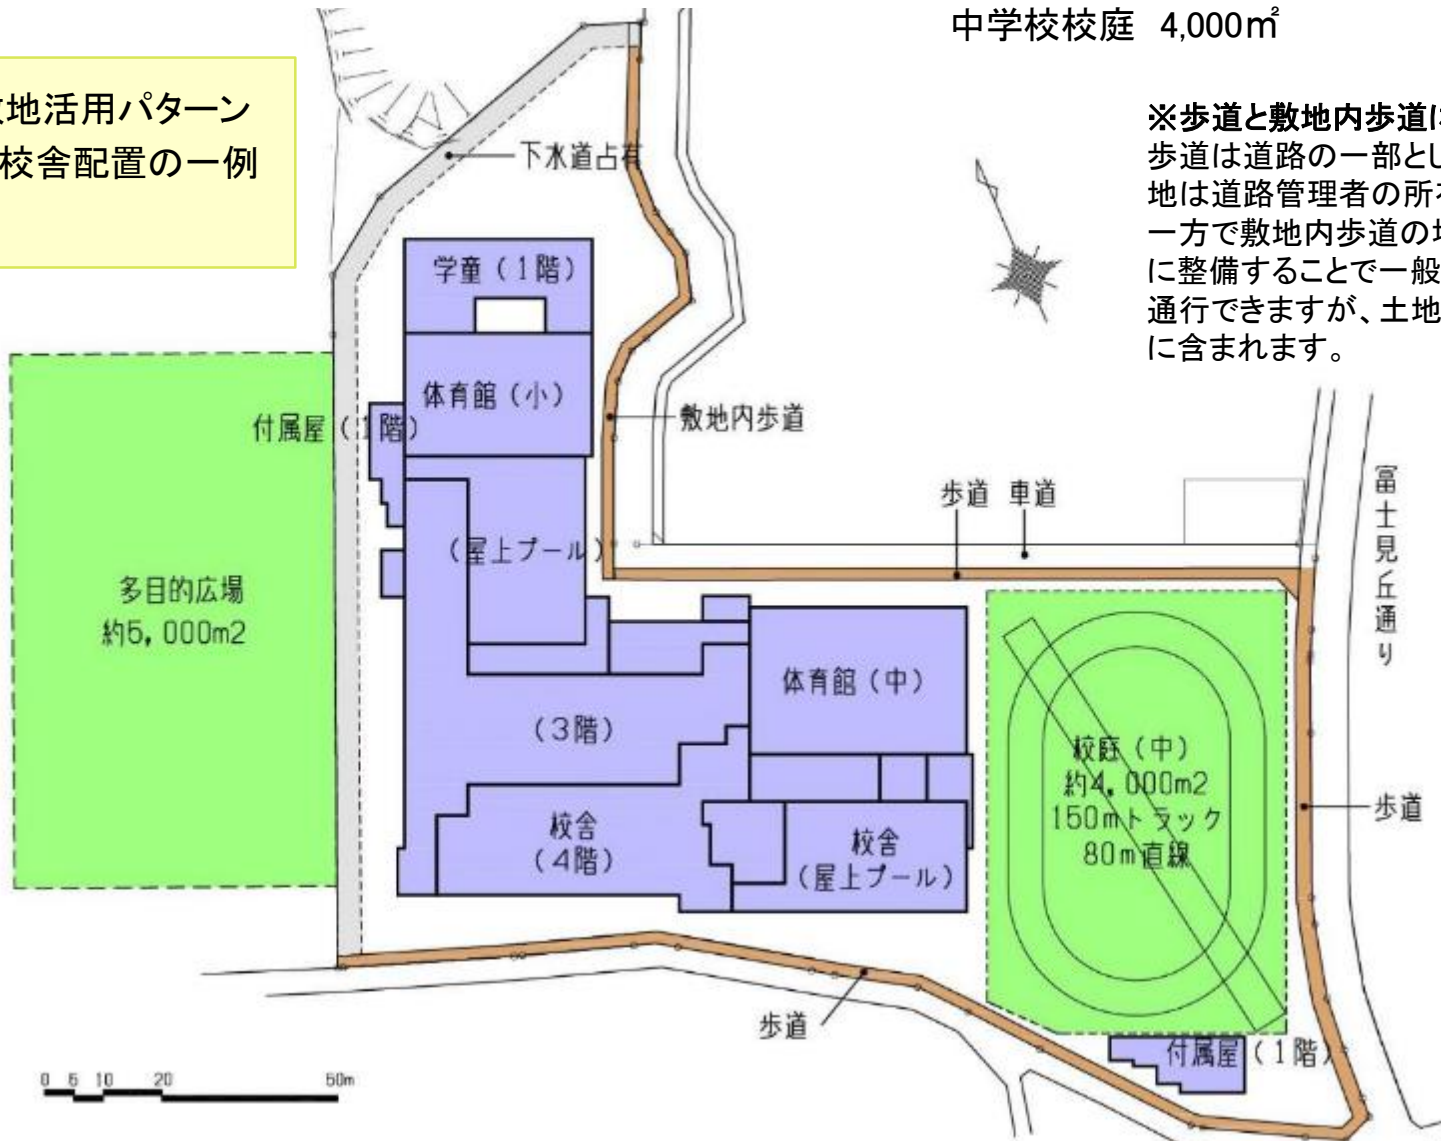 中学校校庭 4,000㎡
地活用パターン
校舎配置の一例
※歩道と敷地内歩道は
歩道は道路の一部とし
地は道路管理者の所
一方で敷地内歩道の
に整備することで一般
通行できますが、土地
に含まれます。
下水道占有
学童(1階)
体育館(小)
付属屋(1階)
敷地内歩道
歩道 車道
富士見ヶ丘通り
(屋上プール)
多目的広場
約5,000m2
体育館(中)
(3階)
校庭(中)
約4,000m2
150mトラック
80m直線
歩道
校舎
(4階)
校舎
(屋上プール)
歩道
付属屋(1階)
0 5 10 20 50m